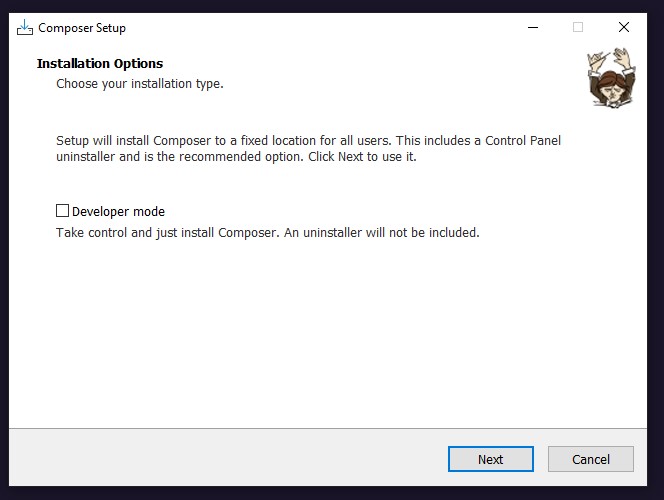 Composer Setup
Installation Options
Choose your installation type.
Setup will install Composer to a fixed location for all users. This includes a Control Panel
uninstaller and is the recommended option. Click Next to use it.
Developer mode
Take control and just install Composer. An uninstaller will not be included.
Next
Cancel